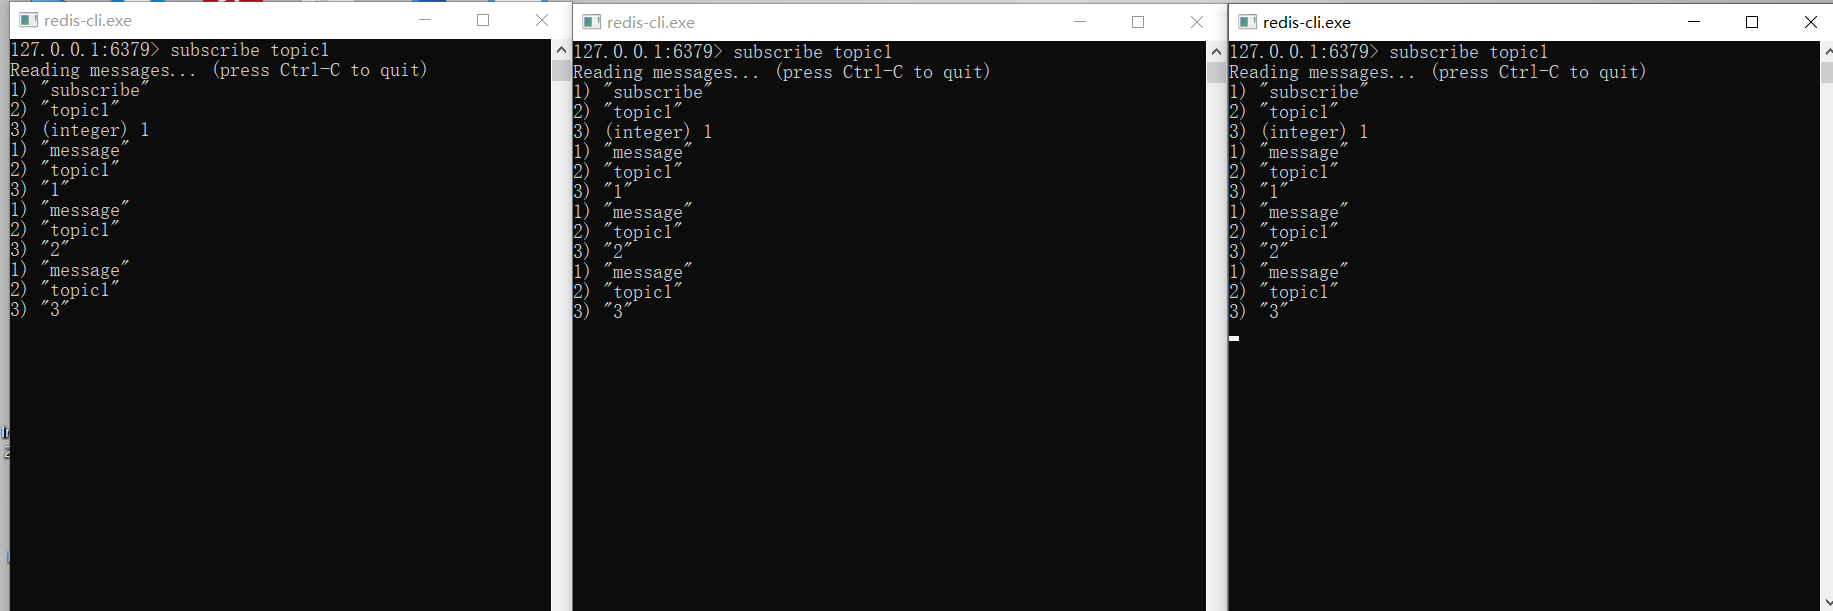 redis-cli.exe
127.0.0.1:6379> subscribe topic1
Reading messages... (press Ctrl-C to quit)
1) "subscribe"
2) "topic1"
3) (integer) 1
1) "message"
2) "topic1"
3) "1"
1) "message"
2) "topic1"
3) "2"
1) "message"
2) "topic1"
3) "3"
redis-cli.exe
127.0.0.1:6379> subscribe topic1
Reading messages... (press Ctrl-C to quit)
1) "subscribe"
2) "topic1"
3) (integer) 1
1) "message"
2) "topic1"
3) "1"
1) "message"
2) "topic1"
3) "2"
1) "message"
2) "topic1"
3) "3"
redis-cli.exe
127.0.0.1:6379> subscribe topic1
Reading messages... (press Ctrl-C to quit)
1) "subscribe"
2) "topic1"
3) (integer) 1
1) "message"
2) "topic1"
3) "1"
1) "message"
2) "topic1"
3) "2"
1) "message"
2) "topic1"
3) "3"